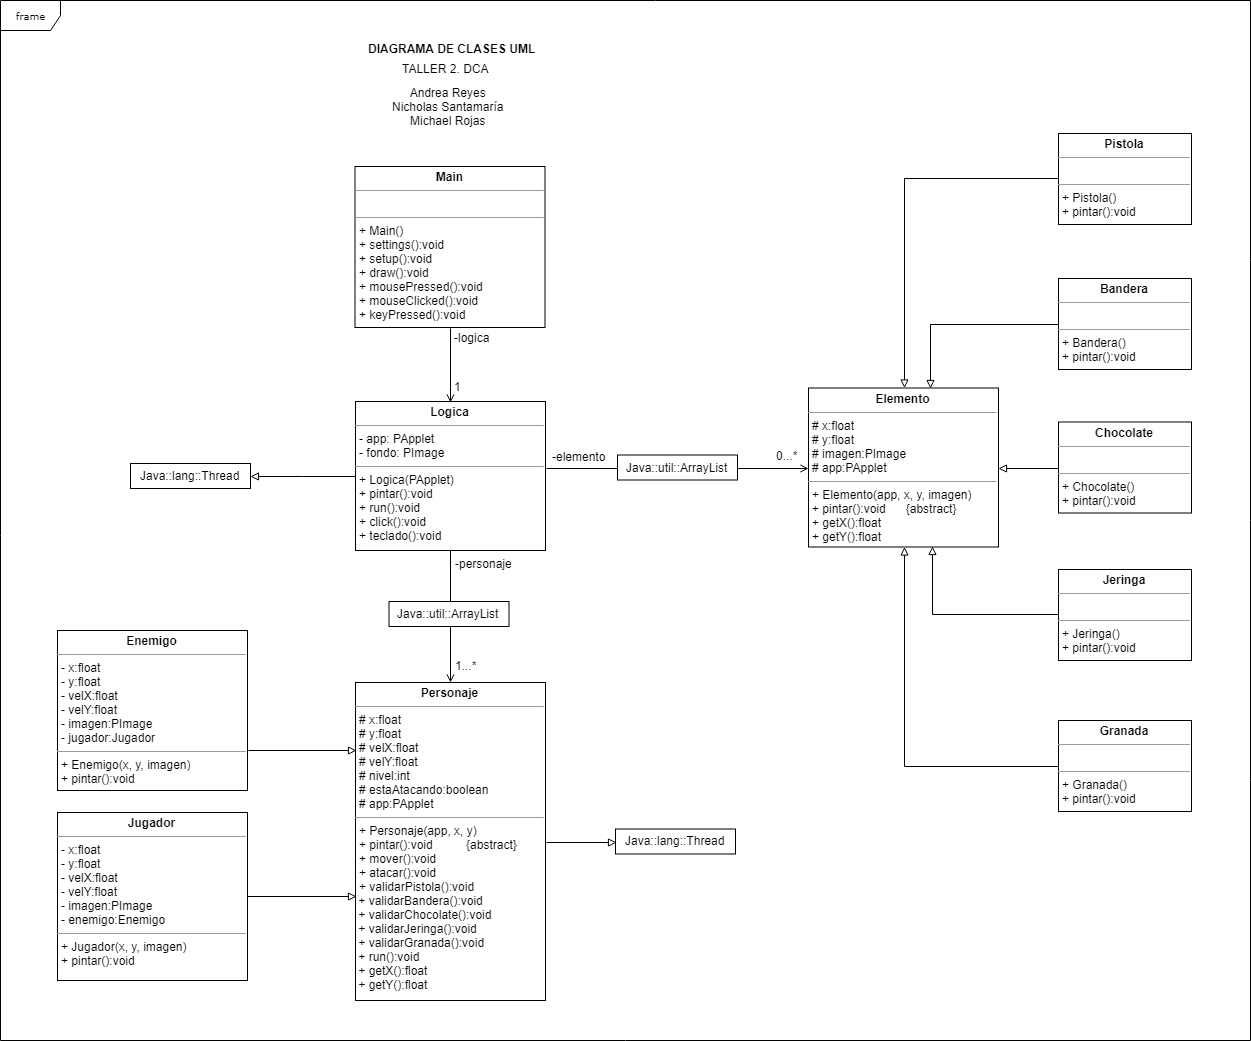 frame
DIAGRAMA DE CLASES UML
TALLER 2. DCA
Andrea Reyes
Nicholas Santamaría
Michael Rojas
Main
+ Main()
+ settings():void
+ setup():void
+ draw():void
+ mousePressed():void
+ mouseClicked():void
+ keyPressed():void
-logica
1
Logica
- app: PApplet
- fondo: PImage
+ Logica(PApplet)
+ pintar():void
+ run():void
+ click():void
+ teclado():void
Java::lang::Thread
-elemento
Java::util::ArrayList
0...*
-personaje
Java::util::ArrayList
1...*
Elemento
# x:float
# y:float
# imagen:PImage
# app:PApplet
+ Elemento(app, x, y, imagen)
+ pintar():void {abstract}
+ getX():float
+ getY():float
Pistola
+ Pistola()
+ pintar():void
Bandera
+ Bandera()
+ pintar():void
Chocolate
+ Chocolate()
+ pintar():void
Jeringa
+ Jeringa()
+ pintar():void
Granada
+ Granada()
+ pintar():void
Enemigo
- x:float
- y:float
- velX:float
- velY:float
- imagen:PImage
- jugador:Jugador
+ Enemigo(x, y, imagen)
+ pintar():void
Jugador
- x:float
- y:float
- velX:float
- velY:float
- imagen:PImage
- enemigo:Enemigo
+ Jugador(x, y, imagen)
+ pintar():void
Personaje
# x:float
# y:float
# velX:float
# velY:float
# nivel:int
# estaAtacando:boolean
# app:PApplet
+ Personaje(app, x, y)
+ pintar():void {abstract}
+ mover():void
+ atacar():void
+ validarPistola():void
+ validarBandera():void
+ validarChocolate():void
+ validarJeringa():void
+ validarGranada():void
+ run():void
+ getX():float
+ getY():float
Java::lang::Thread